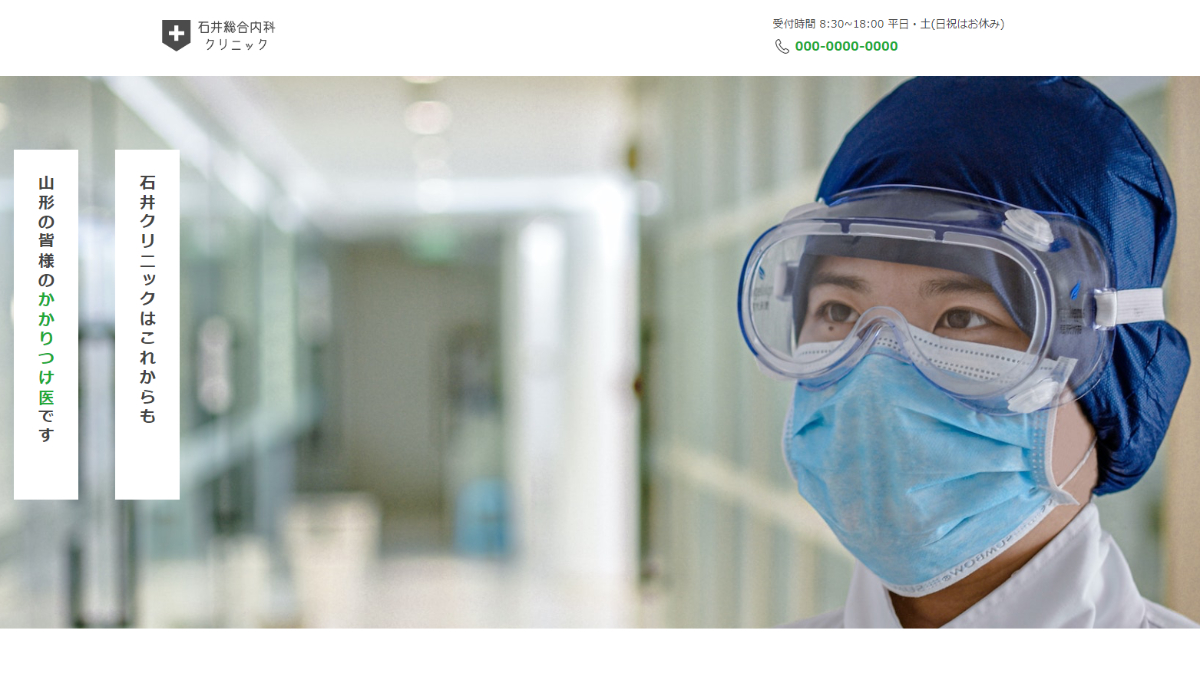 石井総合内科
クリニック
受付時間 8:30~18:00 平日・土(日祝はお休み)
000-0000-0000
石井クリニックはこれからも
山形の皆様のかかりつけ医です